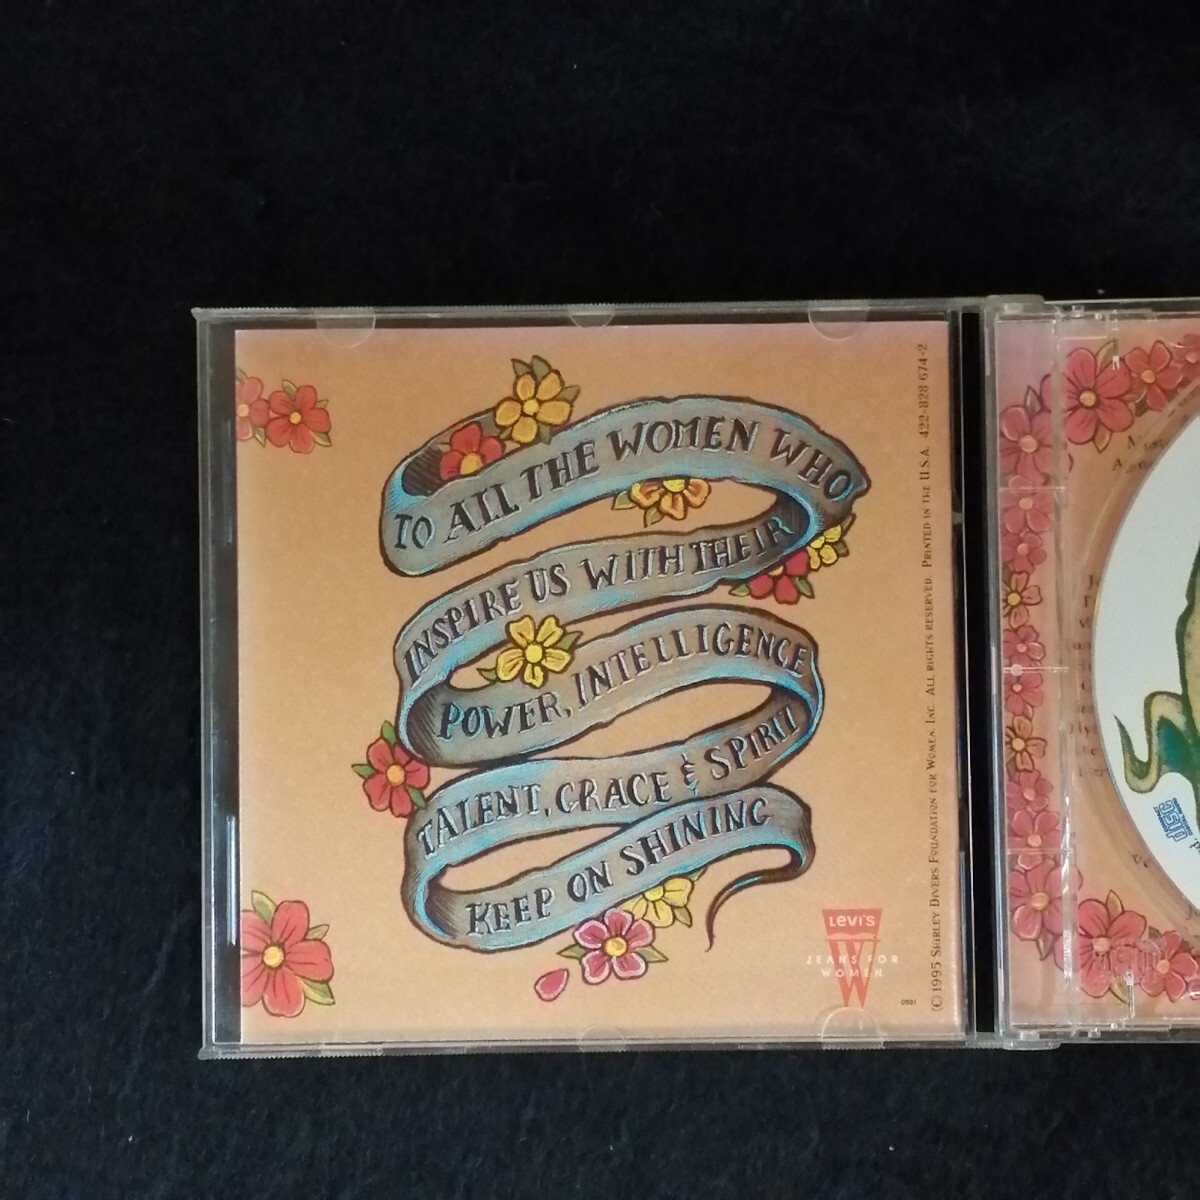 TO ALL THE WOMEN WHO
INSPIRE US WITH THEIR
POWER, INTELLIGENCE
TALENT, GRACE & SPIRIT
KEEP ON SHINING
LEVI'S
JEANS FOR
WOMEN
0901
© 1995 SHIRLEY DIVERS FOUNDATION FOR WOMEN, INC. ALL RIGHTS RESERVED. PRINTED IN THE U.S.A. 422-828 674-2
disc